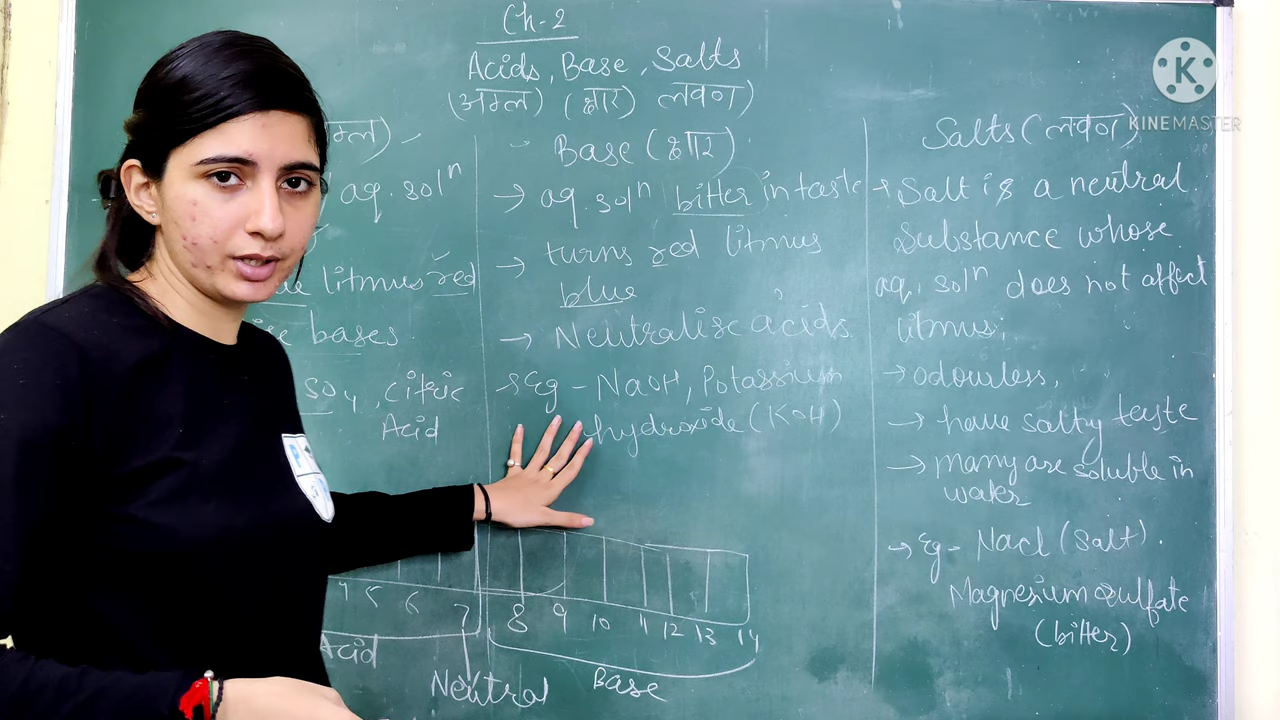 Ch-2
Acids, Base, Salts
(अम्ल) (क्षार) लवण)
म्ल)
aq. solⁿ
litmus red
bases.
SO4, Citric
Acid
Base (क्षार)
→ aq. solⁿ bitter in taste
→ turns red litmus
blue
→ Neutralise acids
→ Eg - NaOH, Potassium
hydroxide (KOH)
Salts (लवण)
→ Salt is a neutral
Substance whose
aq. solⁿ does not affect
litmus;
→ odourless,
→ have salty taste
→ many are soluble in
water
→ Eg - Nacl (Salt).
Magnesium sulfate
(bitter)
4 5 6 7 8 9 10 11 12 13 14
Acid
Neutral
Base
K
KINEMASTER
P